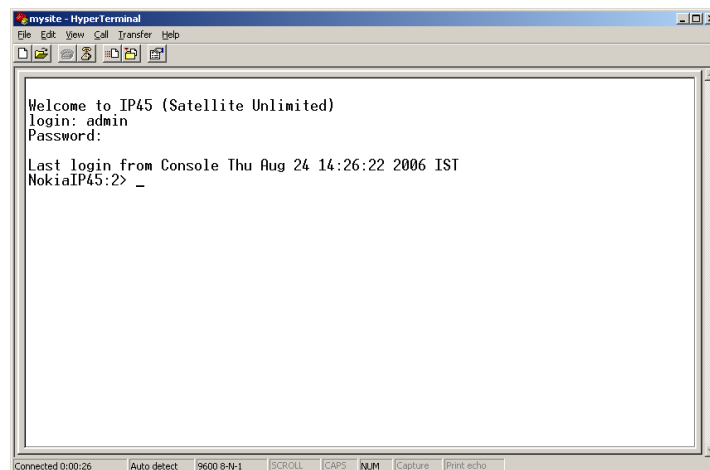 mysite - HyperTerminal
File Edit View Call Transfer Help
Welcome to IP45 (Satellite Unlimited)
login: admin
Password:
Last login from Console Thu Aug 24 14:26:22 2006 IST
NokiaIP45:2> _
Connected 0:00:26 Auto detect 9600 8-N-1 SCROLL CAPS NUM Capture Print echo